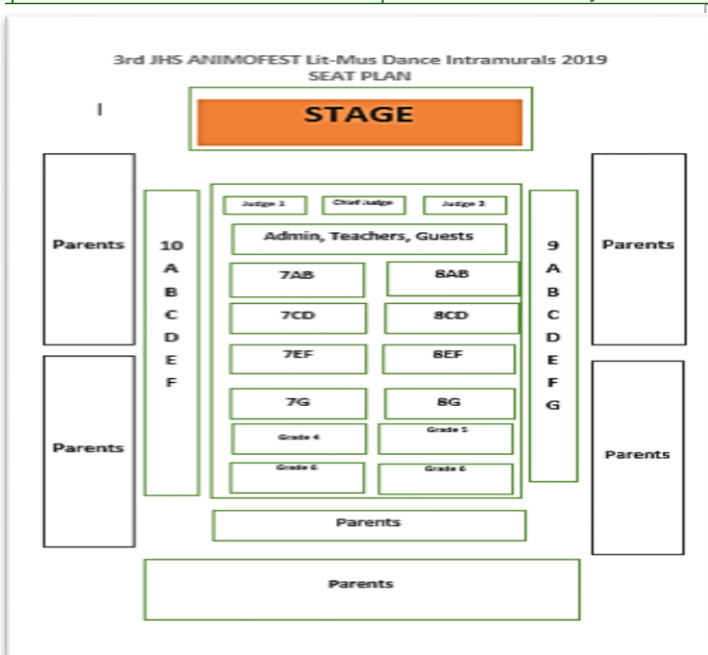 3rd JHS ANIMOFEST Lit-Mus Dance Intramurals 2019
SEAT PLAN
STAGE
Judge 1
Chief Judge
Judge 2
Admin, Teachers, Guests
Parents
10
A
B
C
D
E
F
7AB
8AB
7CD
8CD
7EF
8EF
7G
8G
Grade 4
Grade 5
Grade 6
Grade 6
9
A
B
C
D
E
F
G
Parents
Parents
Parents
Parents
Parents